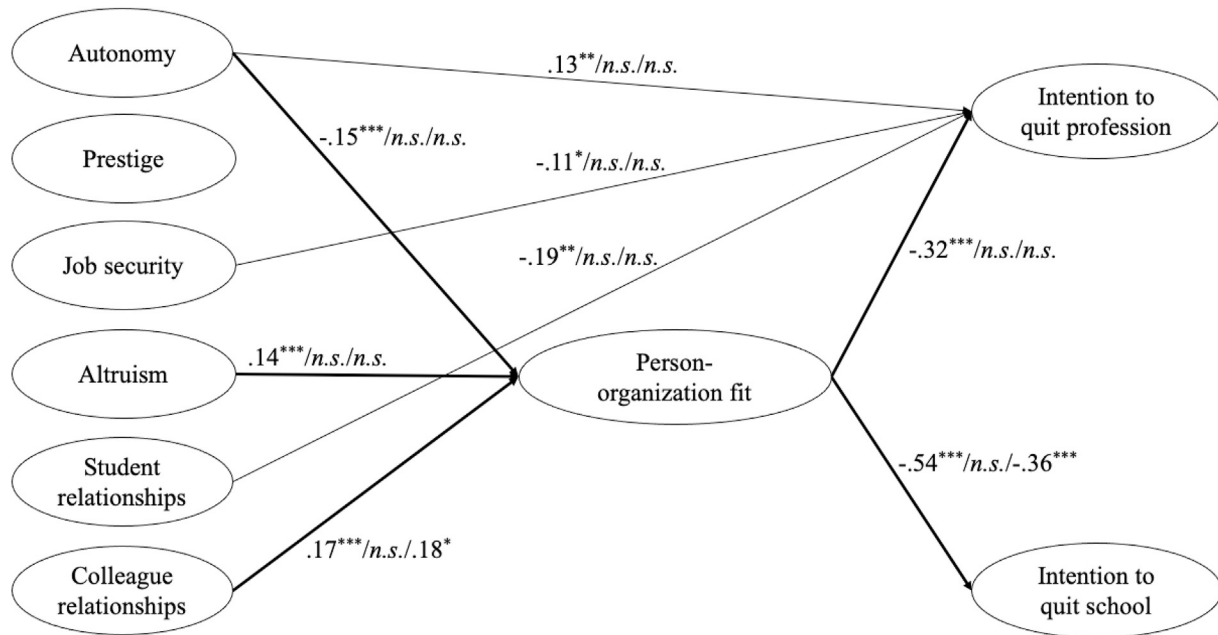 Autonomy
.13**/n.s./n.s.
Intention to
quit profession
-.15***/n.s./n.s.
Prestige
-.11*/n.s./n.s.
Job security
-.19**/n.s./n.s.
-.32***/n.s./n.s.
Altruism
.14***/n.s./n.s.
Person-
organization fit
Student
relationships
-.54***/n.s./-.36***
Colleague
relationships
.17***/n.s./.18*
Intention to
quit school